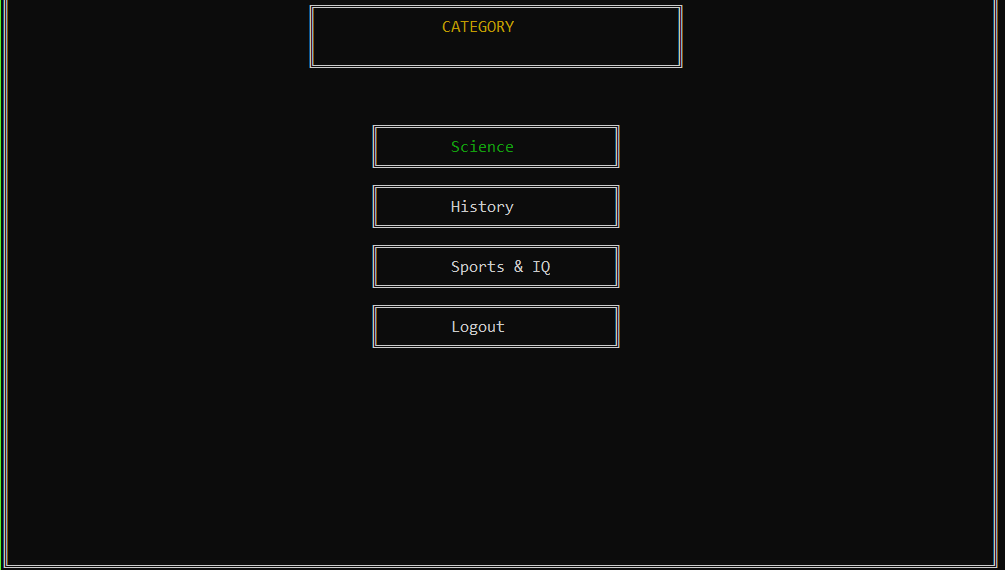 CATEGORY
Science
History
Sports & IQ
Logout